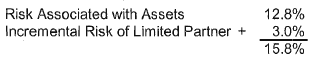 Risk Associated with Assets 12.8%
Incremental Risk of Limited Partner + 3.0%
15.8%